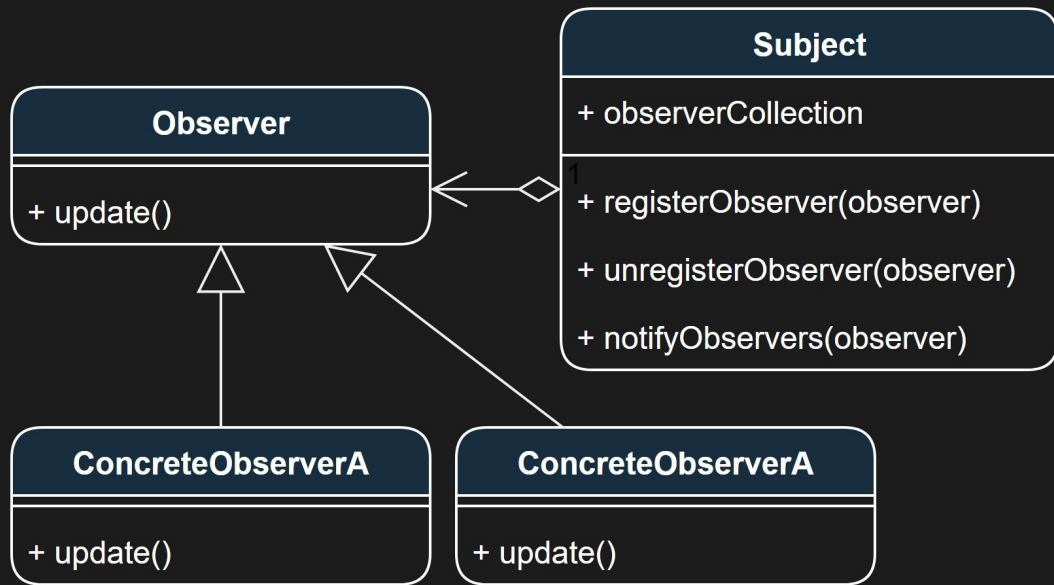 Subject
+ observerCollection
1
+ registerObserver(observer)
+ unregisterObserver(observer)
+ notifyObservers(observer)
Observer
+ update()
ConcreteObserverA
+ update()
ConcreteObserverA
+ update()